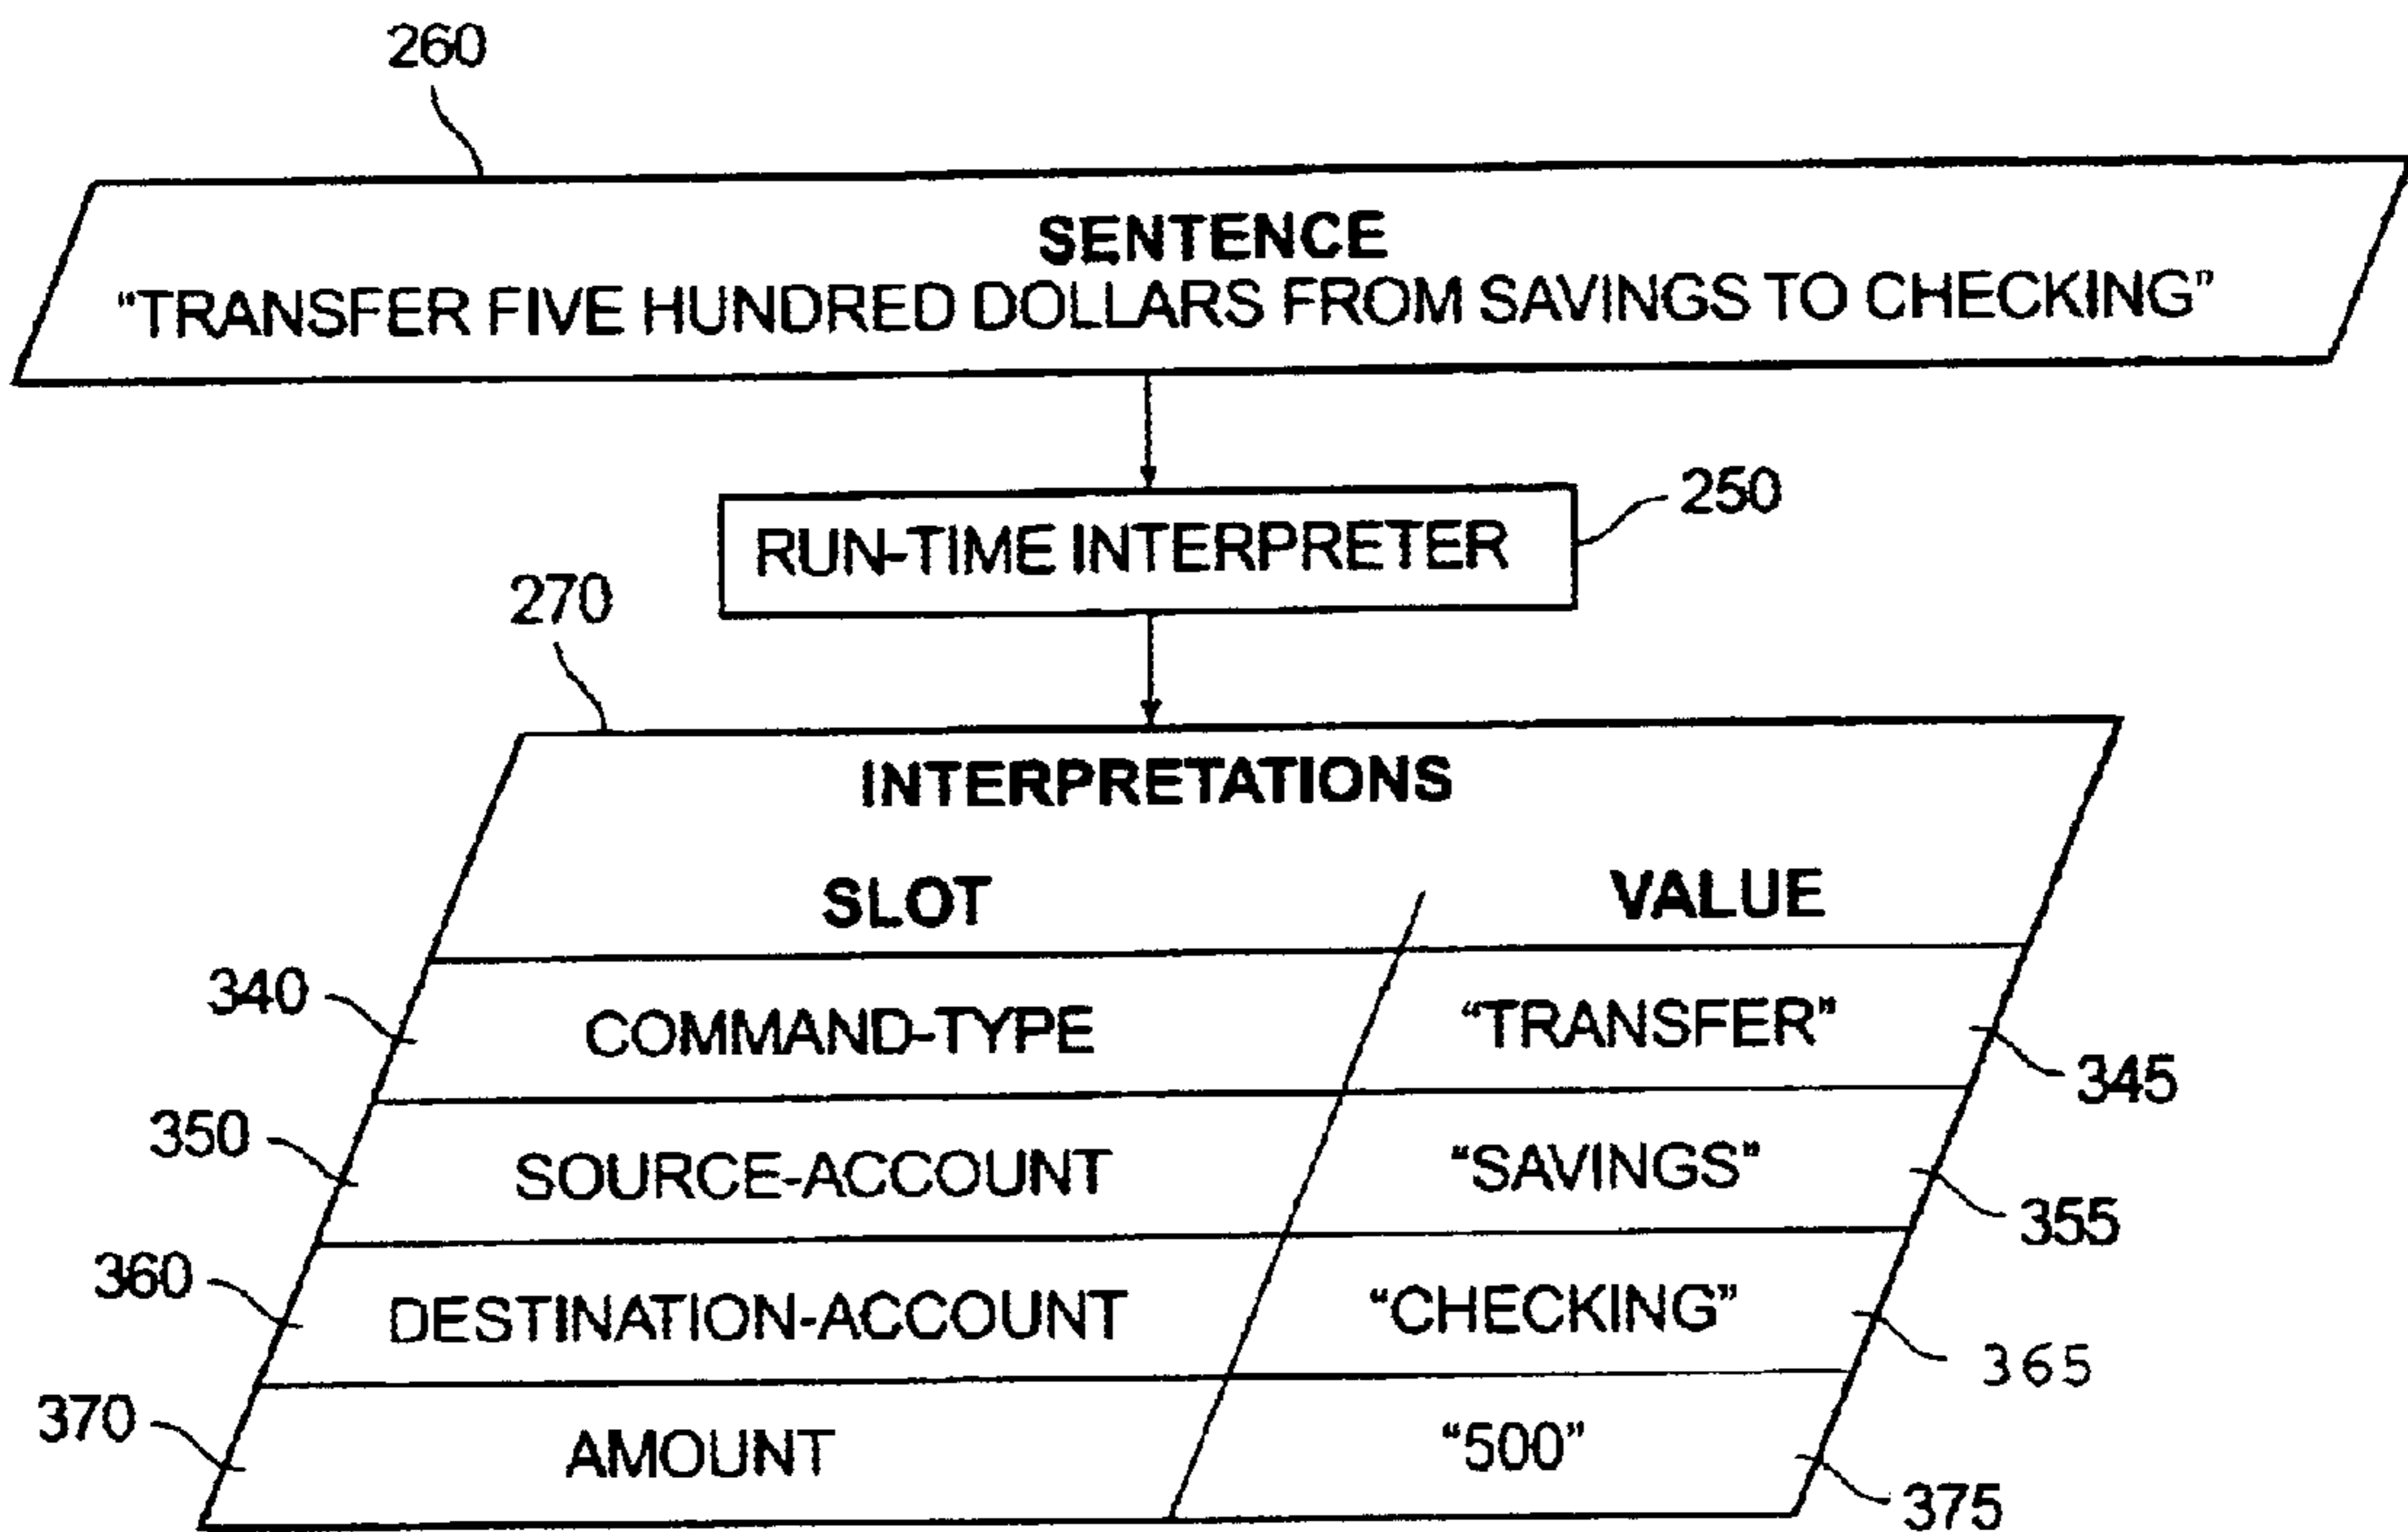 260
SENTENCE
“TRANSFER FIVE HUNDRED DOLLARS FROM SAVINGS TO CHECKING”
RUN-TIME INTERPRETER
250
270
INTERPRETATIONS
SLOT VALUE
340 COMMAND-TYPE “TRANSFER” 345
350 SOURCE-ACCOUNT “SAVINGS” 355
360 DESTINATION-ACCOUNT “CHECKING” 365
370 AMOUNT “500” 375